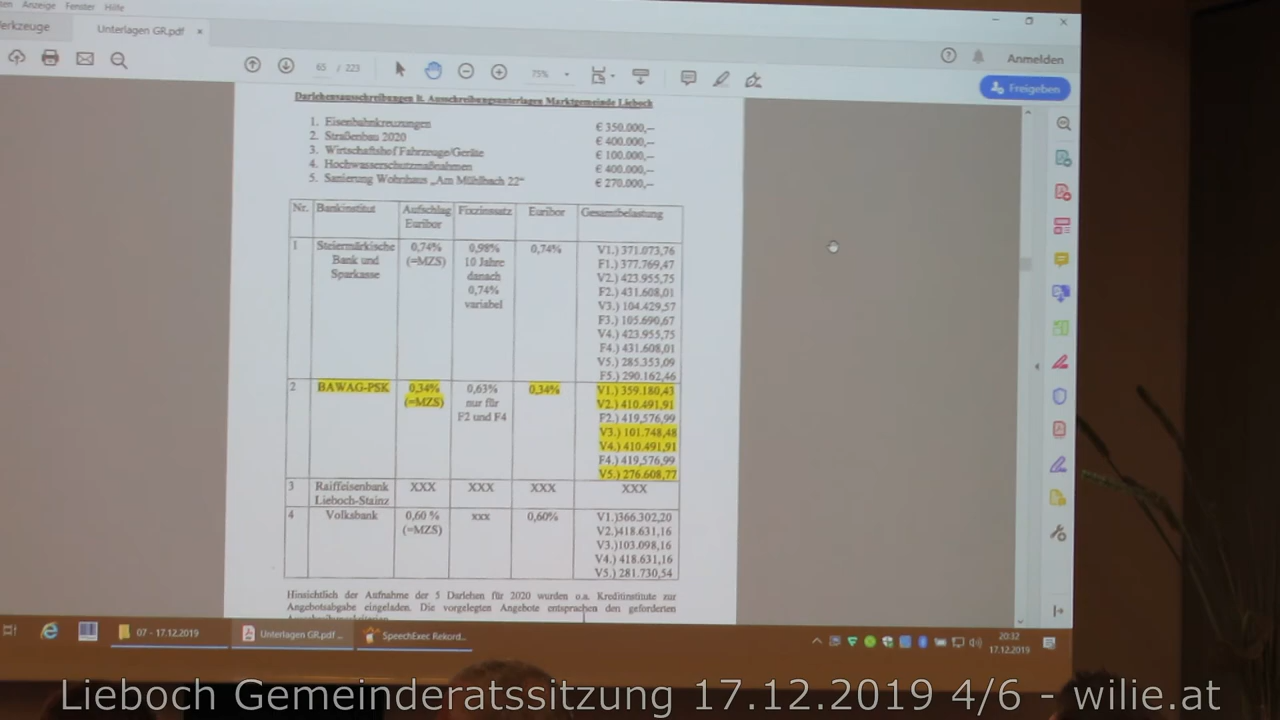 Anzeige Fenster Hilfe
Unterlagen GR.pdf ×
65 / 223 75% Anmelden
Freigeben
Darlehensausschreibungen lt. Ausschreibungsunterlagen Marktgemeinde Lieboch
1. Eisenbahnkreuzungen € 350.000,--
2. Straßenbau 2020 € 400.000,--
3. Wirtschaftshof Fahrzeuge/Geräte € 100.000,--
4. Hochwasserschutzmaßnahmen € 400.000,--
5. Sanierung Wohnhaus „Am Mühlbach 22“ € 270.000,--
Nr. Bankinstitut Aufschlag Fixzinssatz Euribor Gesamtbelastung
Euribor
1 Steiermärkische 0,74% 0,98% 0,74% V1.) 371.073,76
Bank und (=MZS) 10 Jahre F1.) 377.769,47
Sparkasse danach V2.) 423.955,75
0,74% F2.) 431.608,01
variabel V3.) 104.429,57
F3.) 105.690,67
V4.) 423.955,75
F4.) 431.608,01
V5.) 285.353,09
F5.) 290.162,46
2 BAWAG-PSK 0,34% 0,63% 0,34% V1.) 359.180,43
(=MZS) nur für V2.) 410.491,91
F2 und F4 F2.) 419,576,99
V3.) 101.748,48
V4.) 410.491,91
F4.) 419,576,99
V5.) 276.608,77
3 Raiffeisenbank XXX XXX XXX XXX
Lieboch-Stainz
4 Volksbank 0,60 % xxx 0,60% V1.)366.302,20
(=MZS) V2.)418.631,16
V3.)103.098,16
V4.) 418.631,16
V5.) 281.730,54
Hinsichtlich der Aufnahme der 5 Darlehen für 2020 wurden o.a. Kreditinstitute zur
Angebotsabgabe eingeladen. Die vorgelegten Angebote entsprachen den geforderten
07 - 17.12.2019 Unterlagen GR.pdf ... SpeechExec Rekord... 20:32
17.12.2019
Lieboch Gemeinderatssitzung 17.12.2019 4/6 - wilie.at